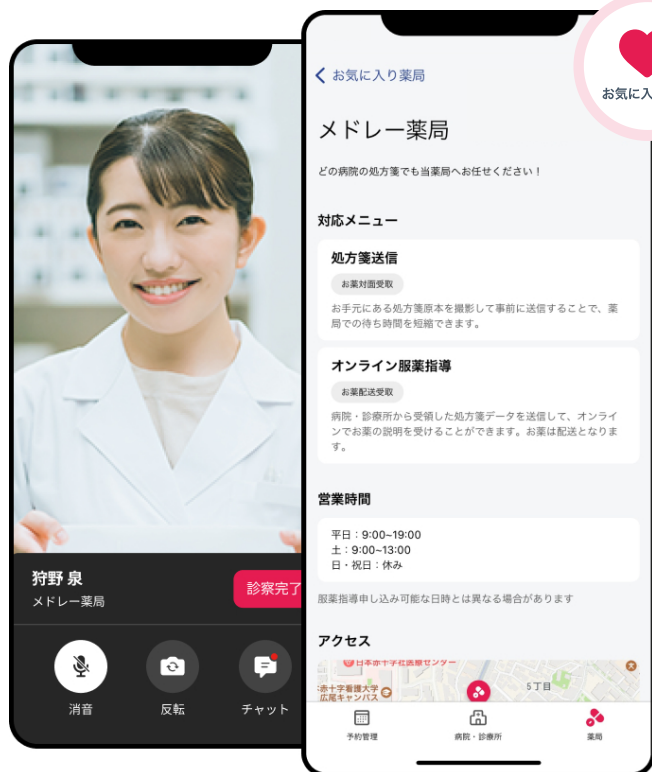 狩野 泉
メドレー薬局
診察完了
消音
反転
チャット
お気に入り薬局
お気に入
メドレー薬局
どの病院の処方箋でも当薬局へお任せください！
対応メニュー
処方箋送信
お薬対面受取
お手元にある処方箋原本を撮影して事前に送信することで、薬
局での待ち時間を短縮できます。
オンライン服薬指導
お薬配送受取
病院・診療所から受領した処方箋データを送信して、オンライ
ンでお薬の説明を受けることができます。お薬は配送となりま
す。
営業時間
平日：9:00~19:00
土：9:00~13:00
日・祝日：休み
服薬指導申し込み可能な日時とは異なる場合があります
アクセス
日本赤十字社医療センター
赤十字看護大学
広尾キャンパス
5丁目
予約管理
病院・診療所
薬局